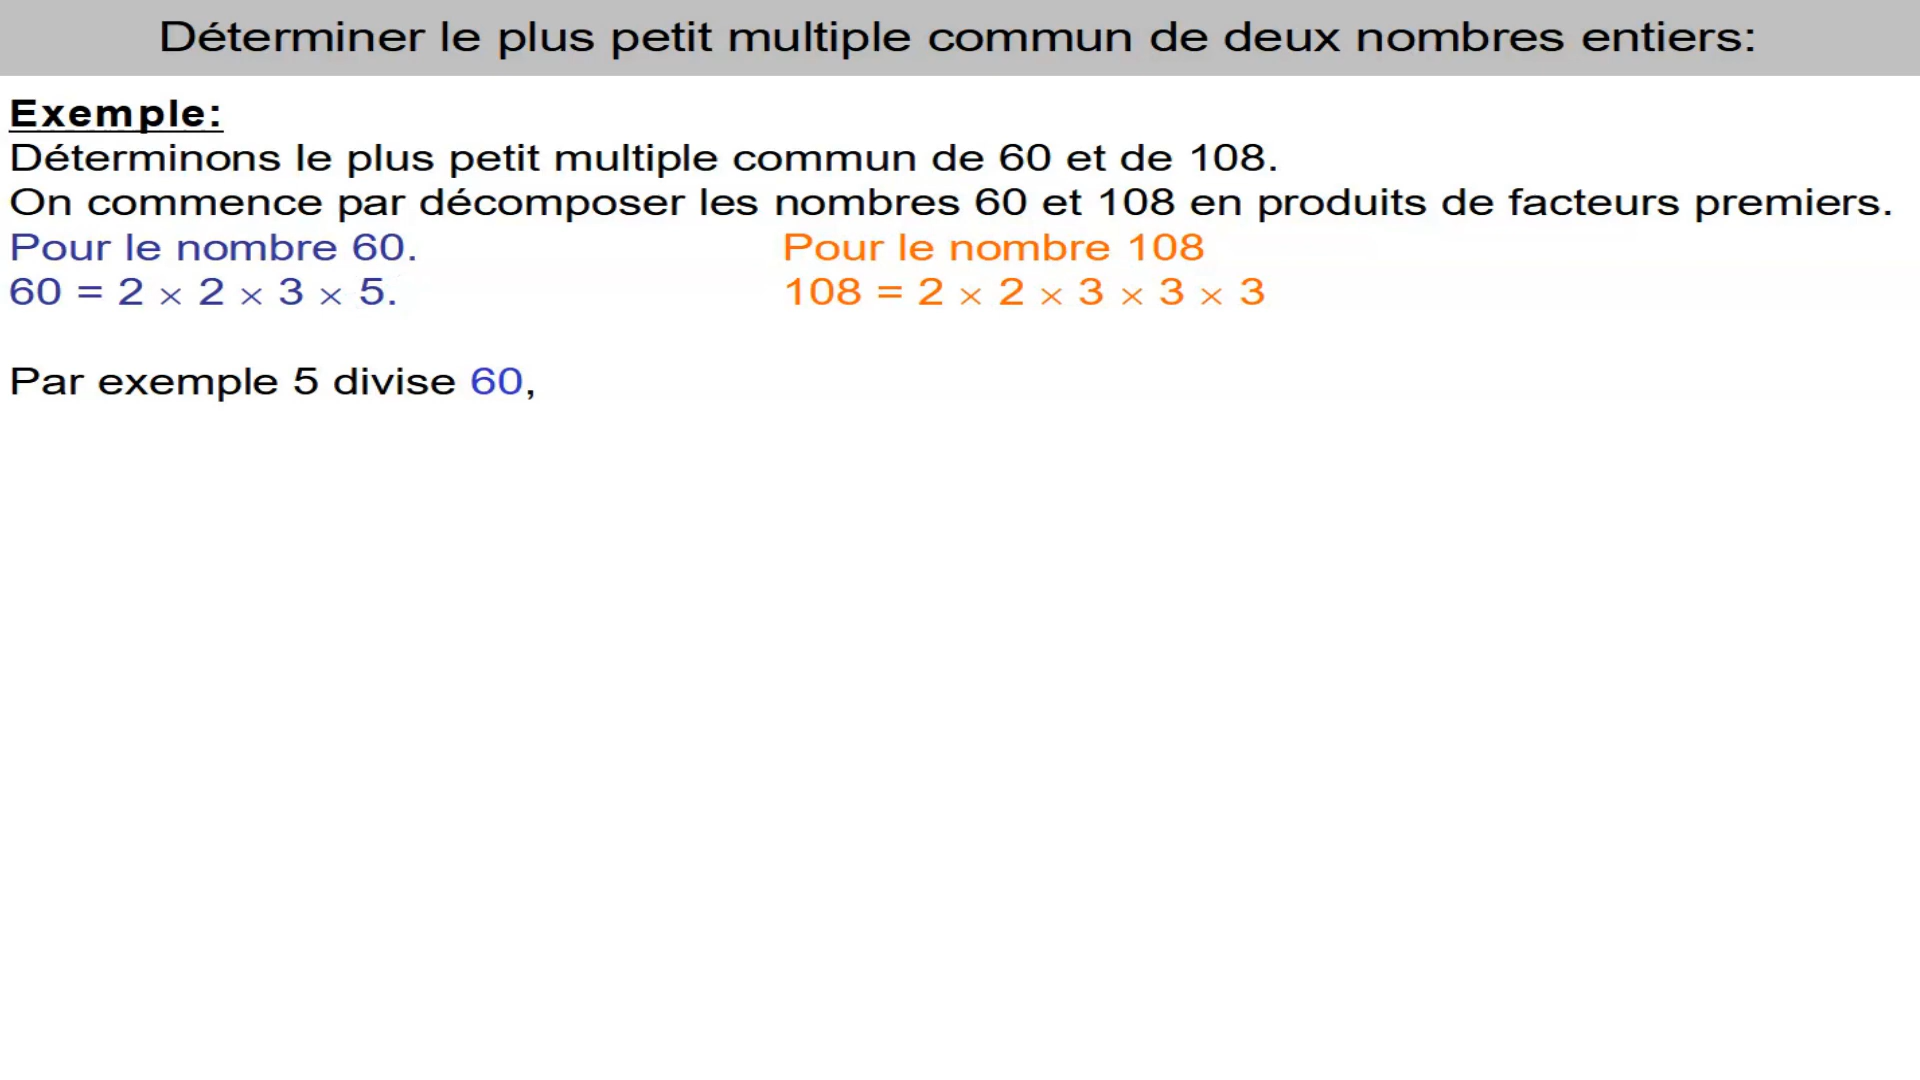 Déterminer le plus petit multiple commun de deux nombres entiers:
Exemple:
Déterminons le plus petit multiple commun de 60 et de 108.
On commence par décomposer les nombres 60 et 108 en produits de facteurs premiers.
Pour le nombre 60.
Pour le nombre 108
60 = 2 × 2 × 3 × 5.
108 = 2 × 2 × 3 × 3 × 3
Par exemple 5 divise 60,